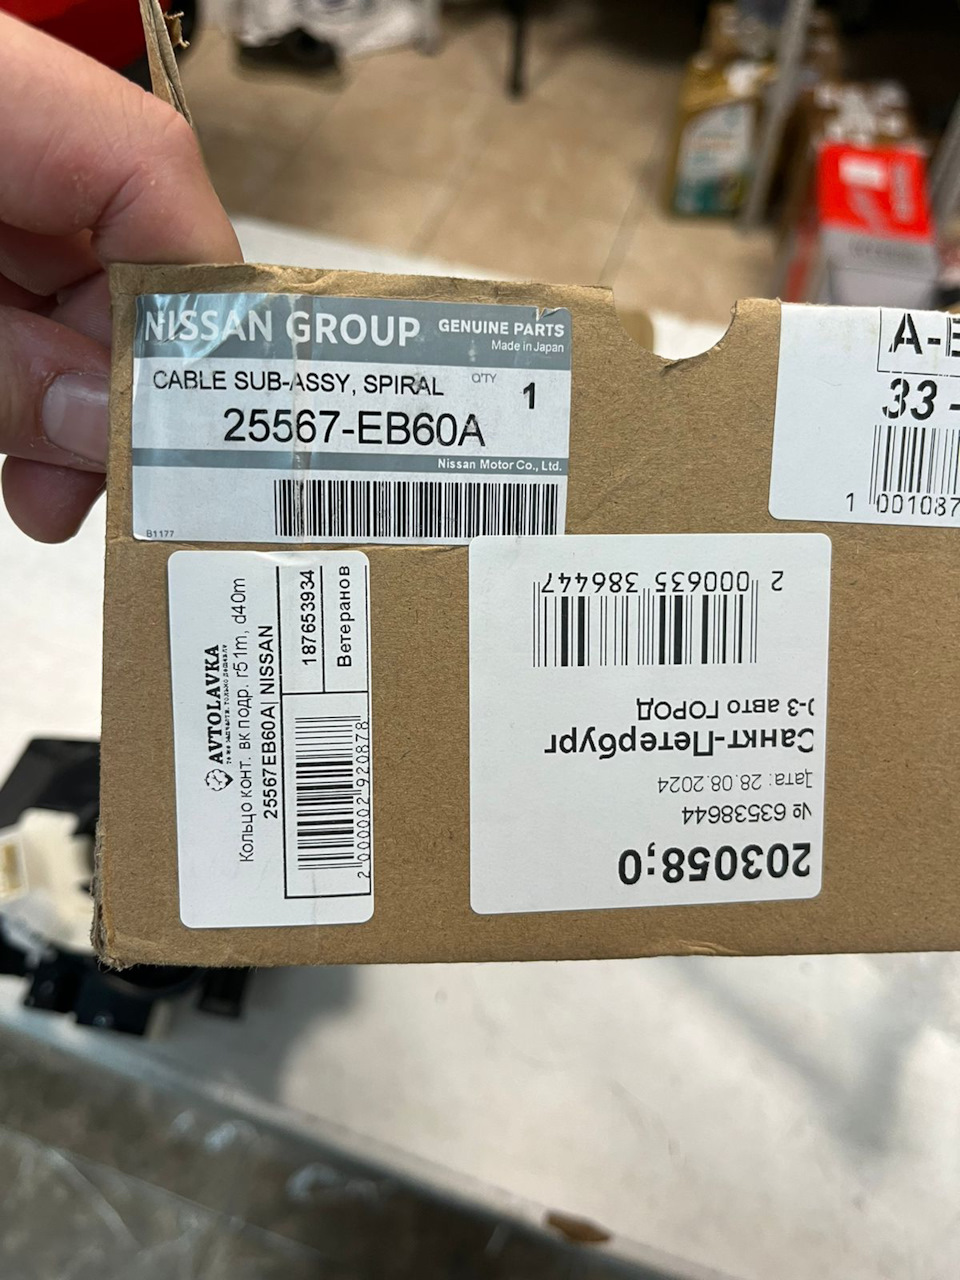 NISSAN GROUP GENUINE PARTS
Made in Japan
CABLE SUB-ASSY, SPIRAL Q'TY 1
25567-EB60A
Nissan Motor Co., Ltd.
B1177
A-
33 -
1 001087
AVTOLAVKA
Кольцо конт. ВК подр. r51m, d40m
25567EB60A| NISSAN
187653934
Ветеранов
2 000002 920878
203058;0
№ 63538644
Дата: 28.08.2024
Санкт-Петербург
-3 авто ГОРОД
2 000635 386447